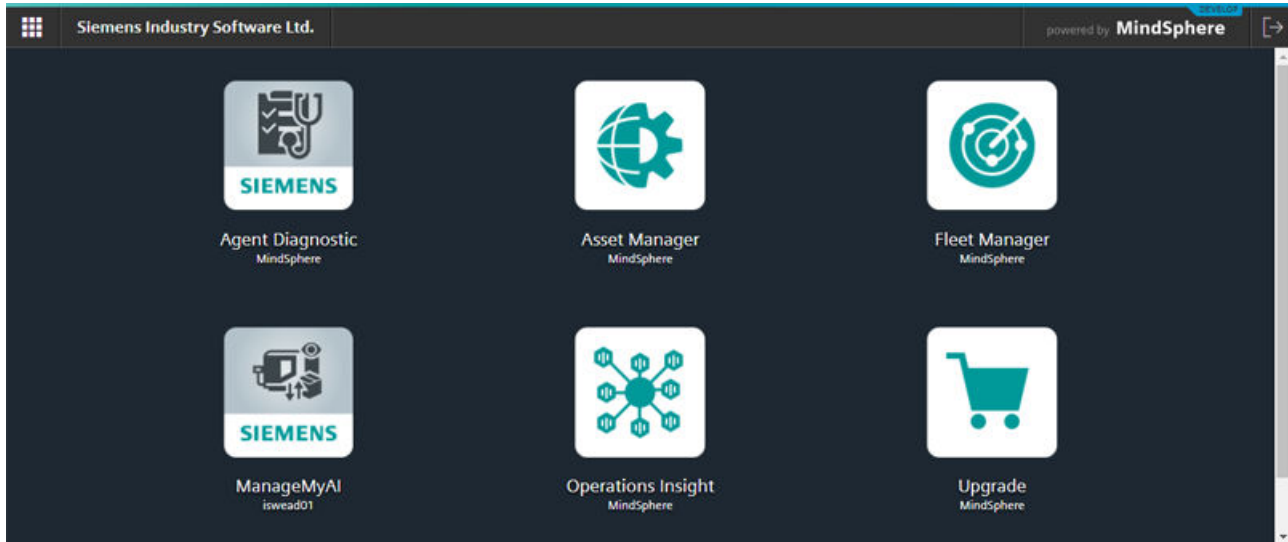 DEVELOP
Siemens Industry Software Ltd.
powered by MindSphere
SIEMENS
Agent Diagnostic
MindSphere
Asset Manager
MindSphere
Fleet Manager
MindSphere
SIEMENS
ManageMyAI
iswead01
Operations Insight
MindSphere
Upgrade
MindSphere